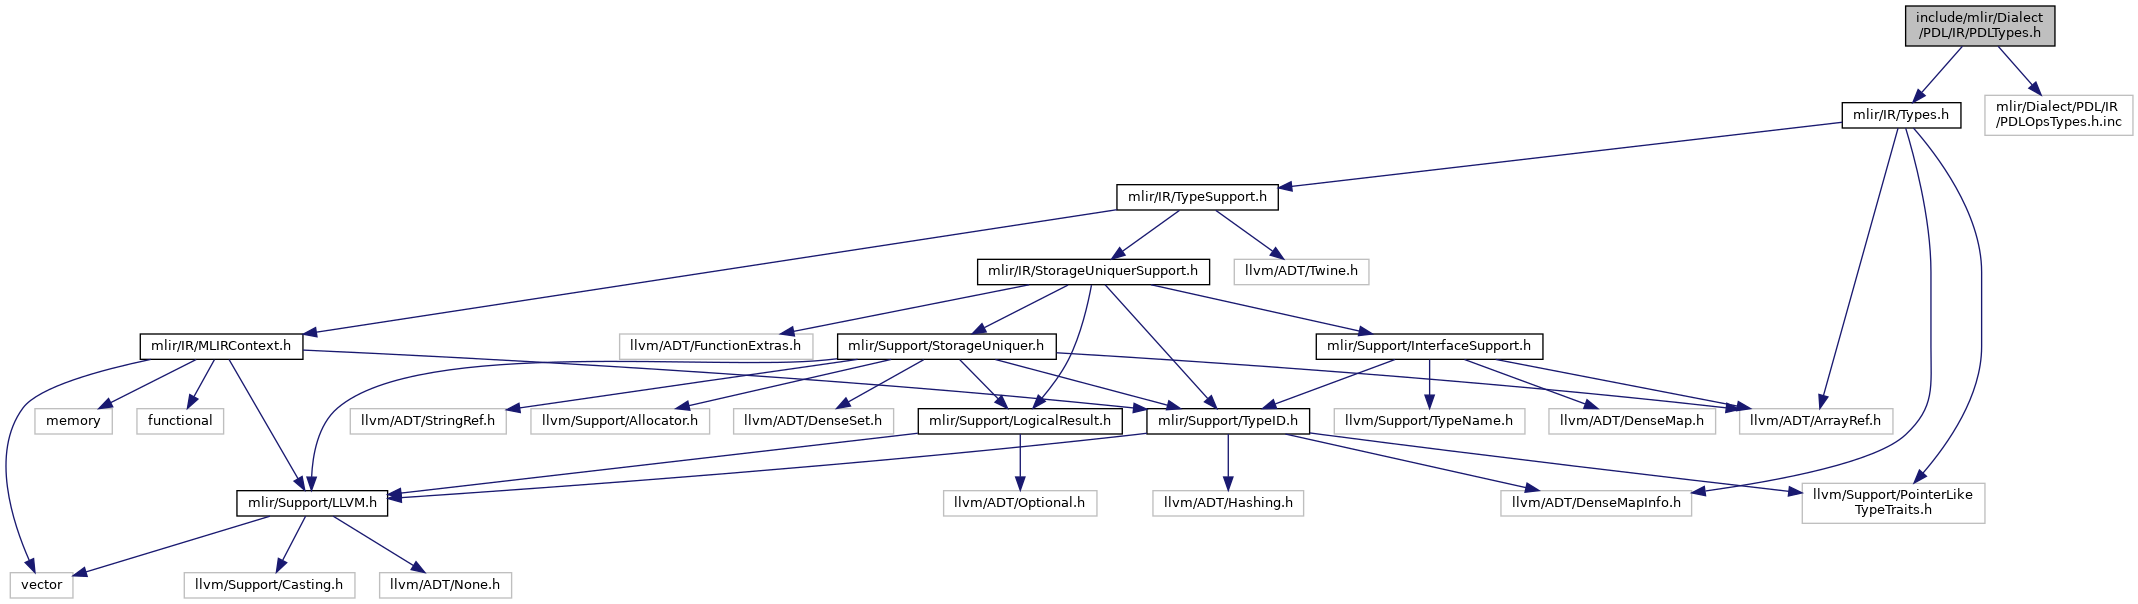 include/mlir/Dialect
/PDL/IR/PDLTypes.h
mlir/IR/Types.h
mlir/Dialect/PDL/IR
/PDLOpsTypes.h.inc
mlir/IR/TypeSupport.h
mlir/IR/StorageUniquerSupport.h
llvm/ADT/Twine.h
mlir/IR/MLIRContext.h
llvm/ADT/FunctionExtras.h
mlir/Support/StorageUniquer.h
mlir/Support/InterfaceSupport.h
memory
functional
llvm/ADT/StringRef.h
llvm/Support/Allocator.h
llvm/ADT/DenseSet.h
mlir/Support/LogicalResult.h
mlir/Support/TypeID.h
llvm/Support/TypeName.h
llvm/ADT/DenseMap.h
llvm/ADT/ArrayRef.h
mlir/Support/LLVM.h
llvm/ADT/Optional.h
llvm/ADT/Hashing.h
llvm/ADT/DenseMapInfo.h
llvm/Support/PointerLike
TypeTraits.h
vector
llvm/Support/Casting.h
llvm/ADT/None.h